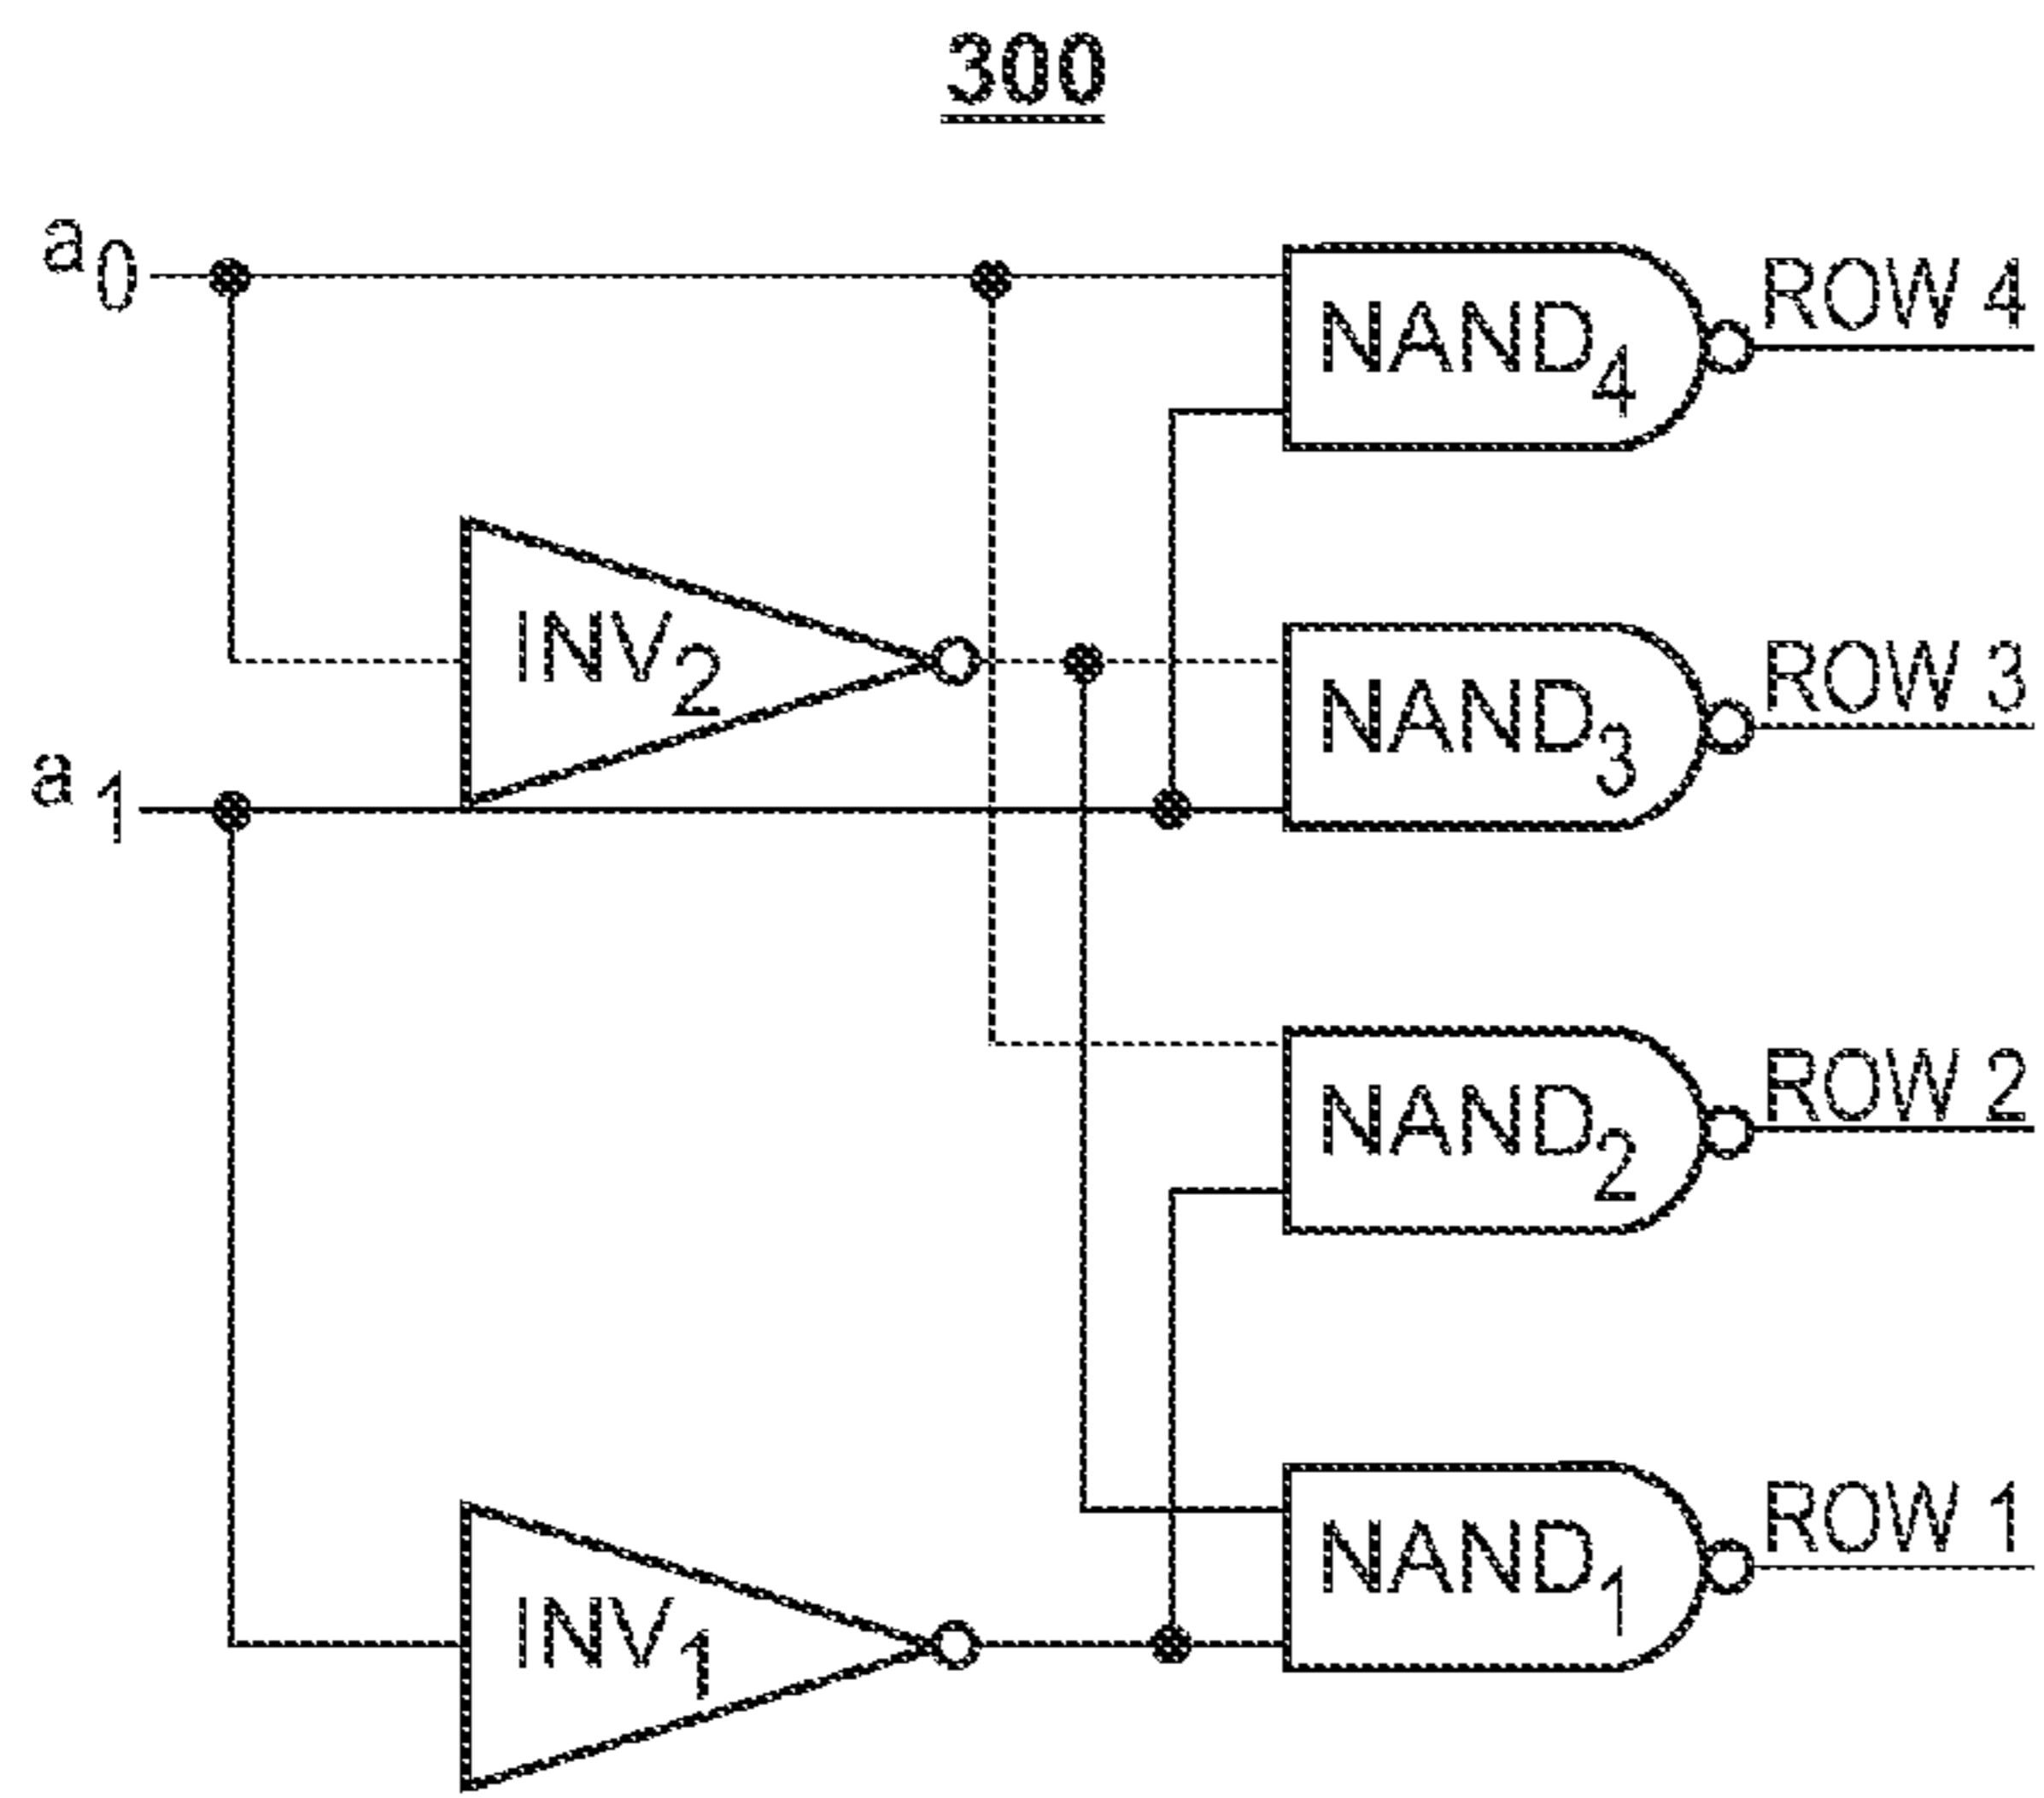 300
a0
NAND4
ROW 4
INV2
NAND3
ROW 3
a1
NAND2
ROW 2
INV1
NAND1
ROW 1